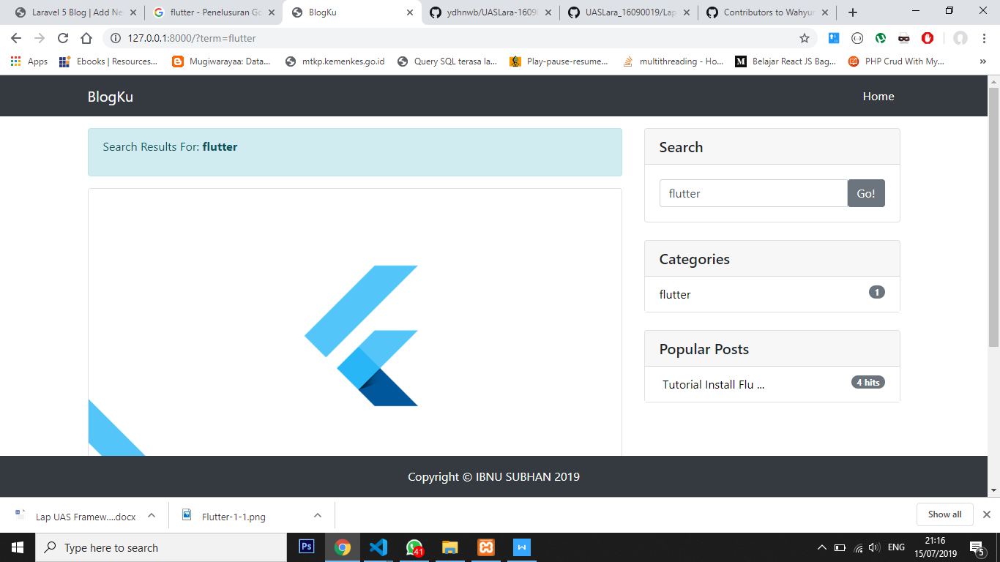 Laravel 5 Blog | Add Ne
flutter - Penelusuran Go
BlogKu
ydhnwb/UASLara-1609
UASLara_16090019/Lap
Contributors to Wahyur
127.0.0.1:8000/?term=flutter
Apps
Ebooks | Resources...
Mugiwarayaa: Data...
mtkp.kemenkes.go.id
Query SQL terasa la...
Play-pause-resume...
multithreading - Ho...
Belajar React JS Bag...
PHP Crud With My...
»
BlogKu
Home
Search Results For: flutter
Search
flutter
Go!
Categories
flutter
1
Popular Posts
Tutorial Install Flu ...
4 hits
Copyright © IBNU SUBHAN 2019
Lap UAS Framew....docx
Flutter-1-1.png
Show all
Type here to search
Ps
41
W
ENG
21:16
15/07/2019
5